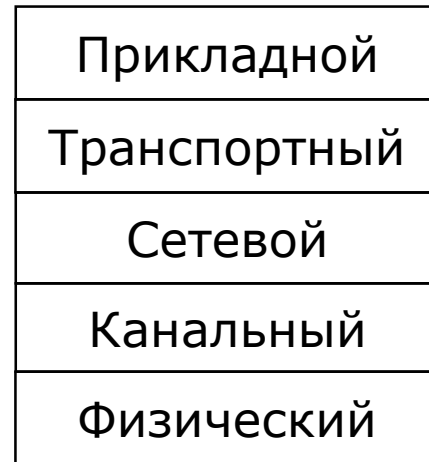 Прикладной
Транспортный
Сетевой
Канальный
Физический